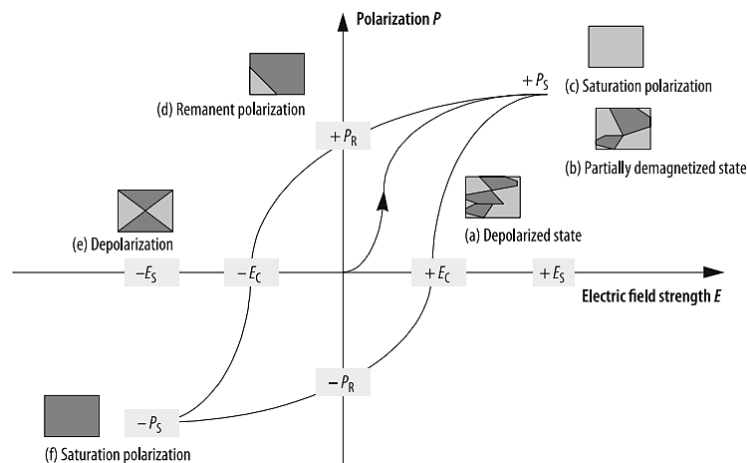 Polarization P
+ PS
(c) Saturation polarization
(d) Remanent polarization
+ PR
(b) Partially demagnetized state
(e) Depolarization
(a) Depolarized state
–ES
– EC
+ EC
+ ES
Electric field strength E
– PR
– PS
(f) Saturation polarization